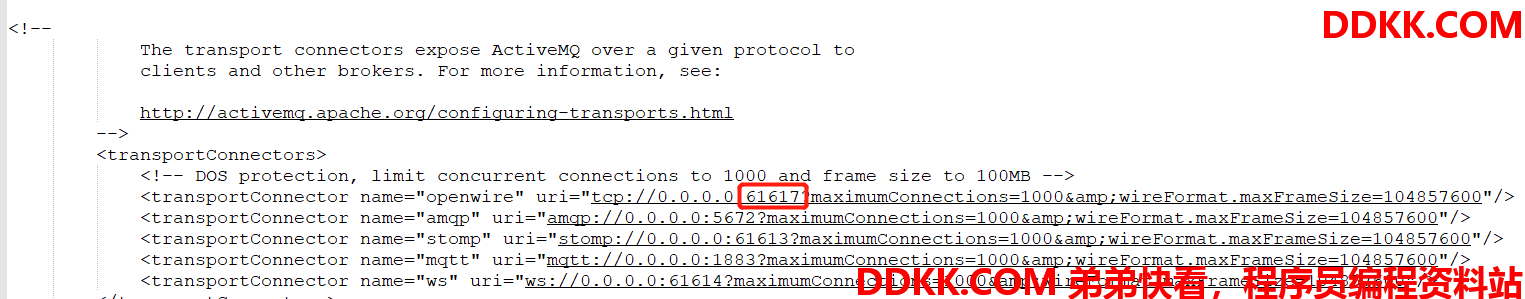 DDKK.COM
<!--
The transport connectors expose ActiveMQ over a given protocol to
clients and other brokers. For more information, see:
http://activemq.apache.org/configuring-transports.html
-->
<transportConnectors>
<!-- DOS protection, limit concurrent connections to 1000 and frame size to 100MB -->
<transportConnector name="openwire" uri="tcp://0.0.0.0:61617?maximumConnections=1000&amp;wireFormat.maxFrameSize=104857600"/>
<transportConnector name="amqp" uri="amqp://0.0.0.0:5672?maximumConnections=1000&amp;wireFormat.maxFrameSize=104857600"/>
<transportConnector name="stomp" uri="stomp://0.0.0.0:61613?maximumConnections=1000&amp;wireFormat.maxFrameSize=104857600"/>
<transportConnector name="mqtt" uri="mqtt://0.0.0.0:1883?maximumConnections=1000&amp;wireFormat.maxFrameSize=104857600"/>
<transportConnector name="ws" uri="ws://0.0.0.0:61614?maximumConnections=1000&amp;
DDKK.COM 弟弟快看,程序员编程资料站